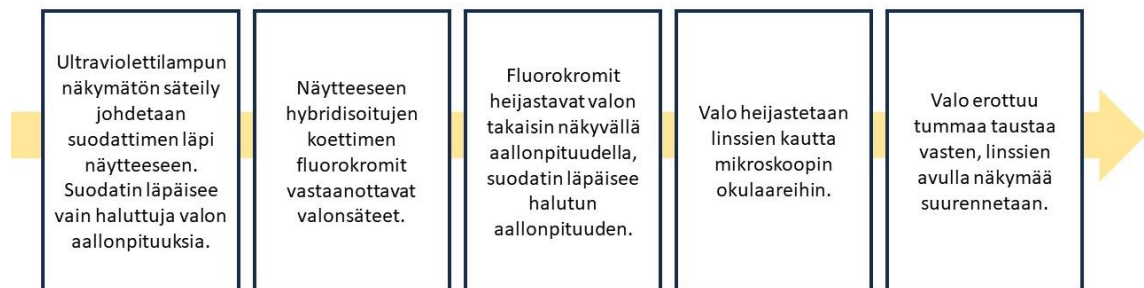 Ultraviolettilampun
näkymätön säteily
johdetaan
suodattimen läpi
näytteeseen.
Suodatin läpäisee
vain haluttuja valon
aallonpituuksia.
Näytteeseen
hybridisoitujen
koettimen
fluorokromit
vastaanottavat
valonsäteet.
Fluorokromit
heijastavat valon
takaisin näkyvällä
aallonpituudella,
suodatin läpäisee
halutun
aallonpituuden.
Valo heijastetaan
linssien kautta
mikroskoopin
okulaareihin.
Valo erottuu
tummaa taustaa
vasten, linssien
avulla näkymää
suurennetaan.